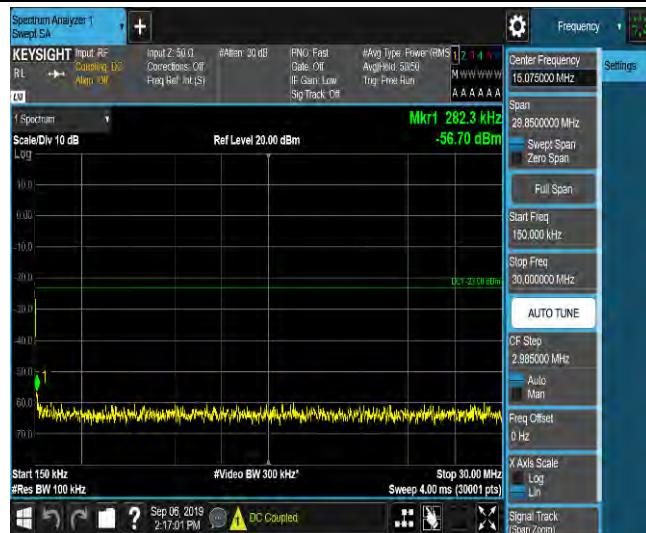 Spectrum Analyzer 1
Swept SA
Frequency
KEYSIGHT Input: RF
RL
Coupling: DC
Align: Off
Input Z: 50 Ω
Corrections: Off
Freq Ref: Int (S)
#Atten: 30 dB
PNO: Fast
Gate: Off
IF Gain: Low
Sig Track: Off
#Avg Type: Power (RMS
Avg|Hold: 50/50
Trig: Free Run
M W W W W W
A A A A A A
LXI
Settings
1 Spectrum
Scale/Div 10 dB
Log
Ref Level 20.00 dBm
Mkr1 282.3 kHz
-56.70 dBm
10.0
0.00
-10.0
-20.0
-30.0
-40.0
-50.0
-60.0
-70.0
DL1 -23.00 dBm
1
Start 150 kHz
#Res BW 100 kHz
#Video BW 300 kHz*
Stop 30.00 MHz
Sweep 4.00 ms (30001 pts)
Sep 06, 2019
2:17:01 PM
DC Coupled
Center Frequency
15.075000 MHz
Span
29.8500000 MHz
Swept Span
Zero Span
Full Span
Start Freq
150.000 kHz
Stop Freq
30.000000 MHz
AUTO TUNE
CF Step
2.985000 MHz
Auto
Man
Freq Offset
0 Hz
X Axis Scale
Log
Lin
Signal Track
(Span Zoom)